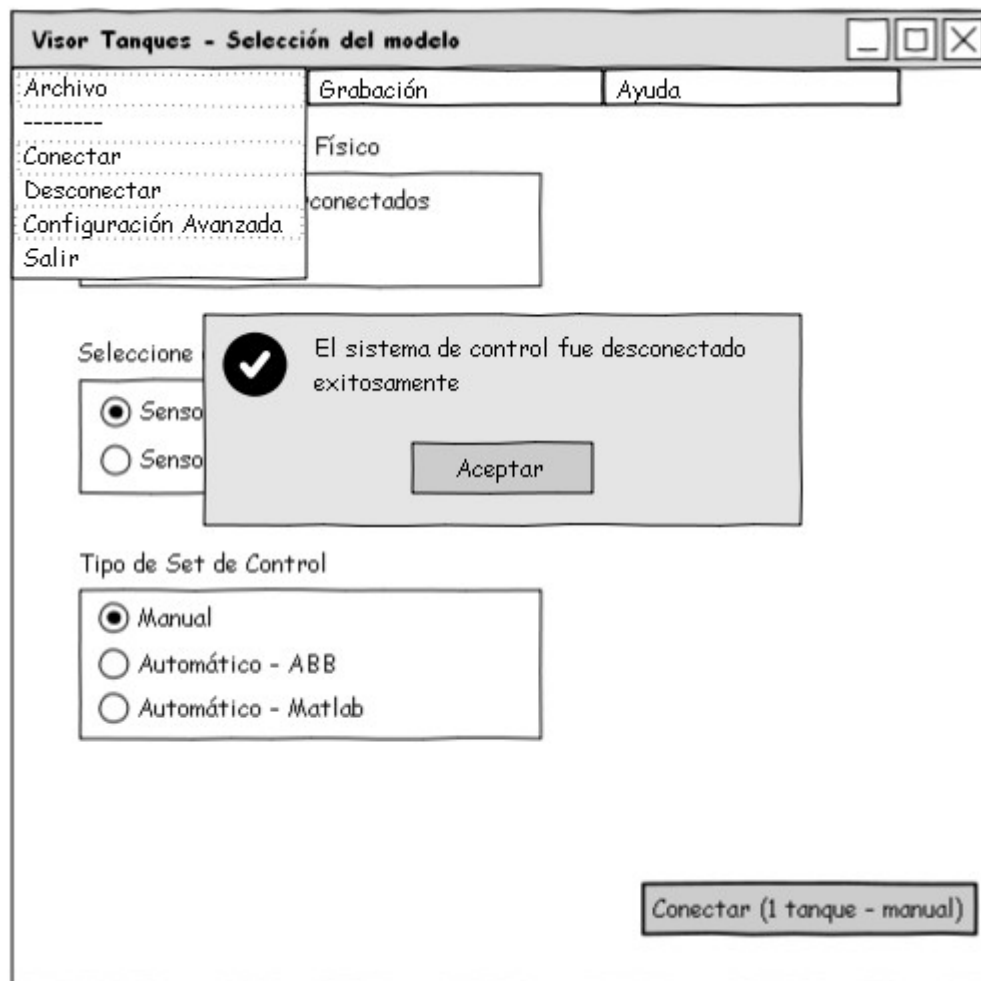 Visor Tanques - Selección del modelo
Archivo
Grabación
Ayuda
--------
Conectar
Desconectar
Configuración Avanzada
Salir
Físico
conectados
Seleccione
El sistema de control fue desconectado
exitosamente
Aceptar
Tipo de Set de Control
Manual
Automático - ABB
Automático - Matlab
Conectar (1 tanque - manual)